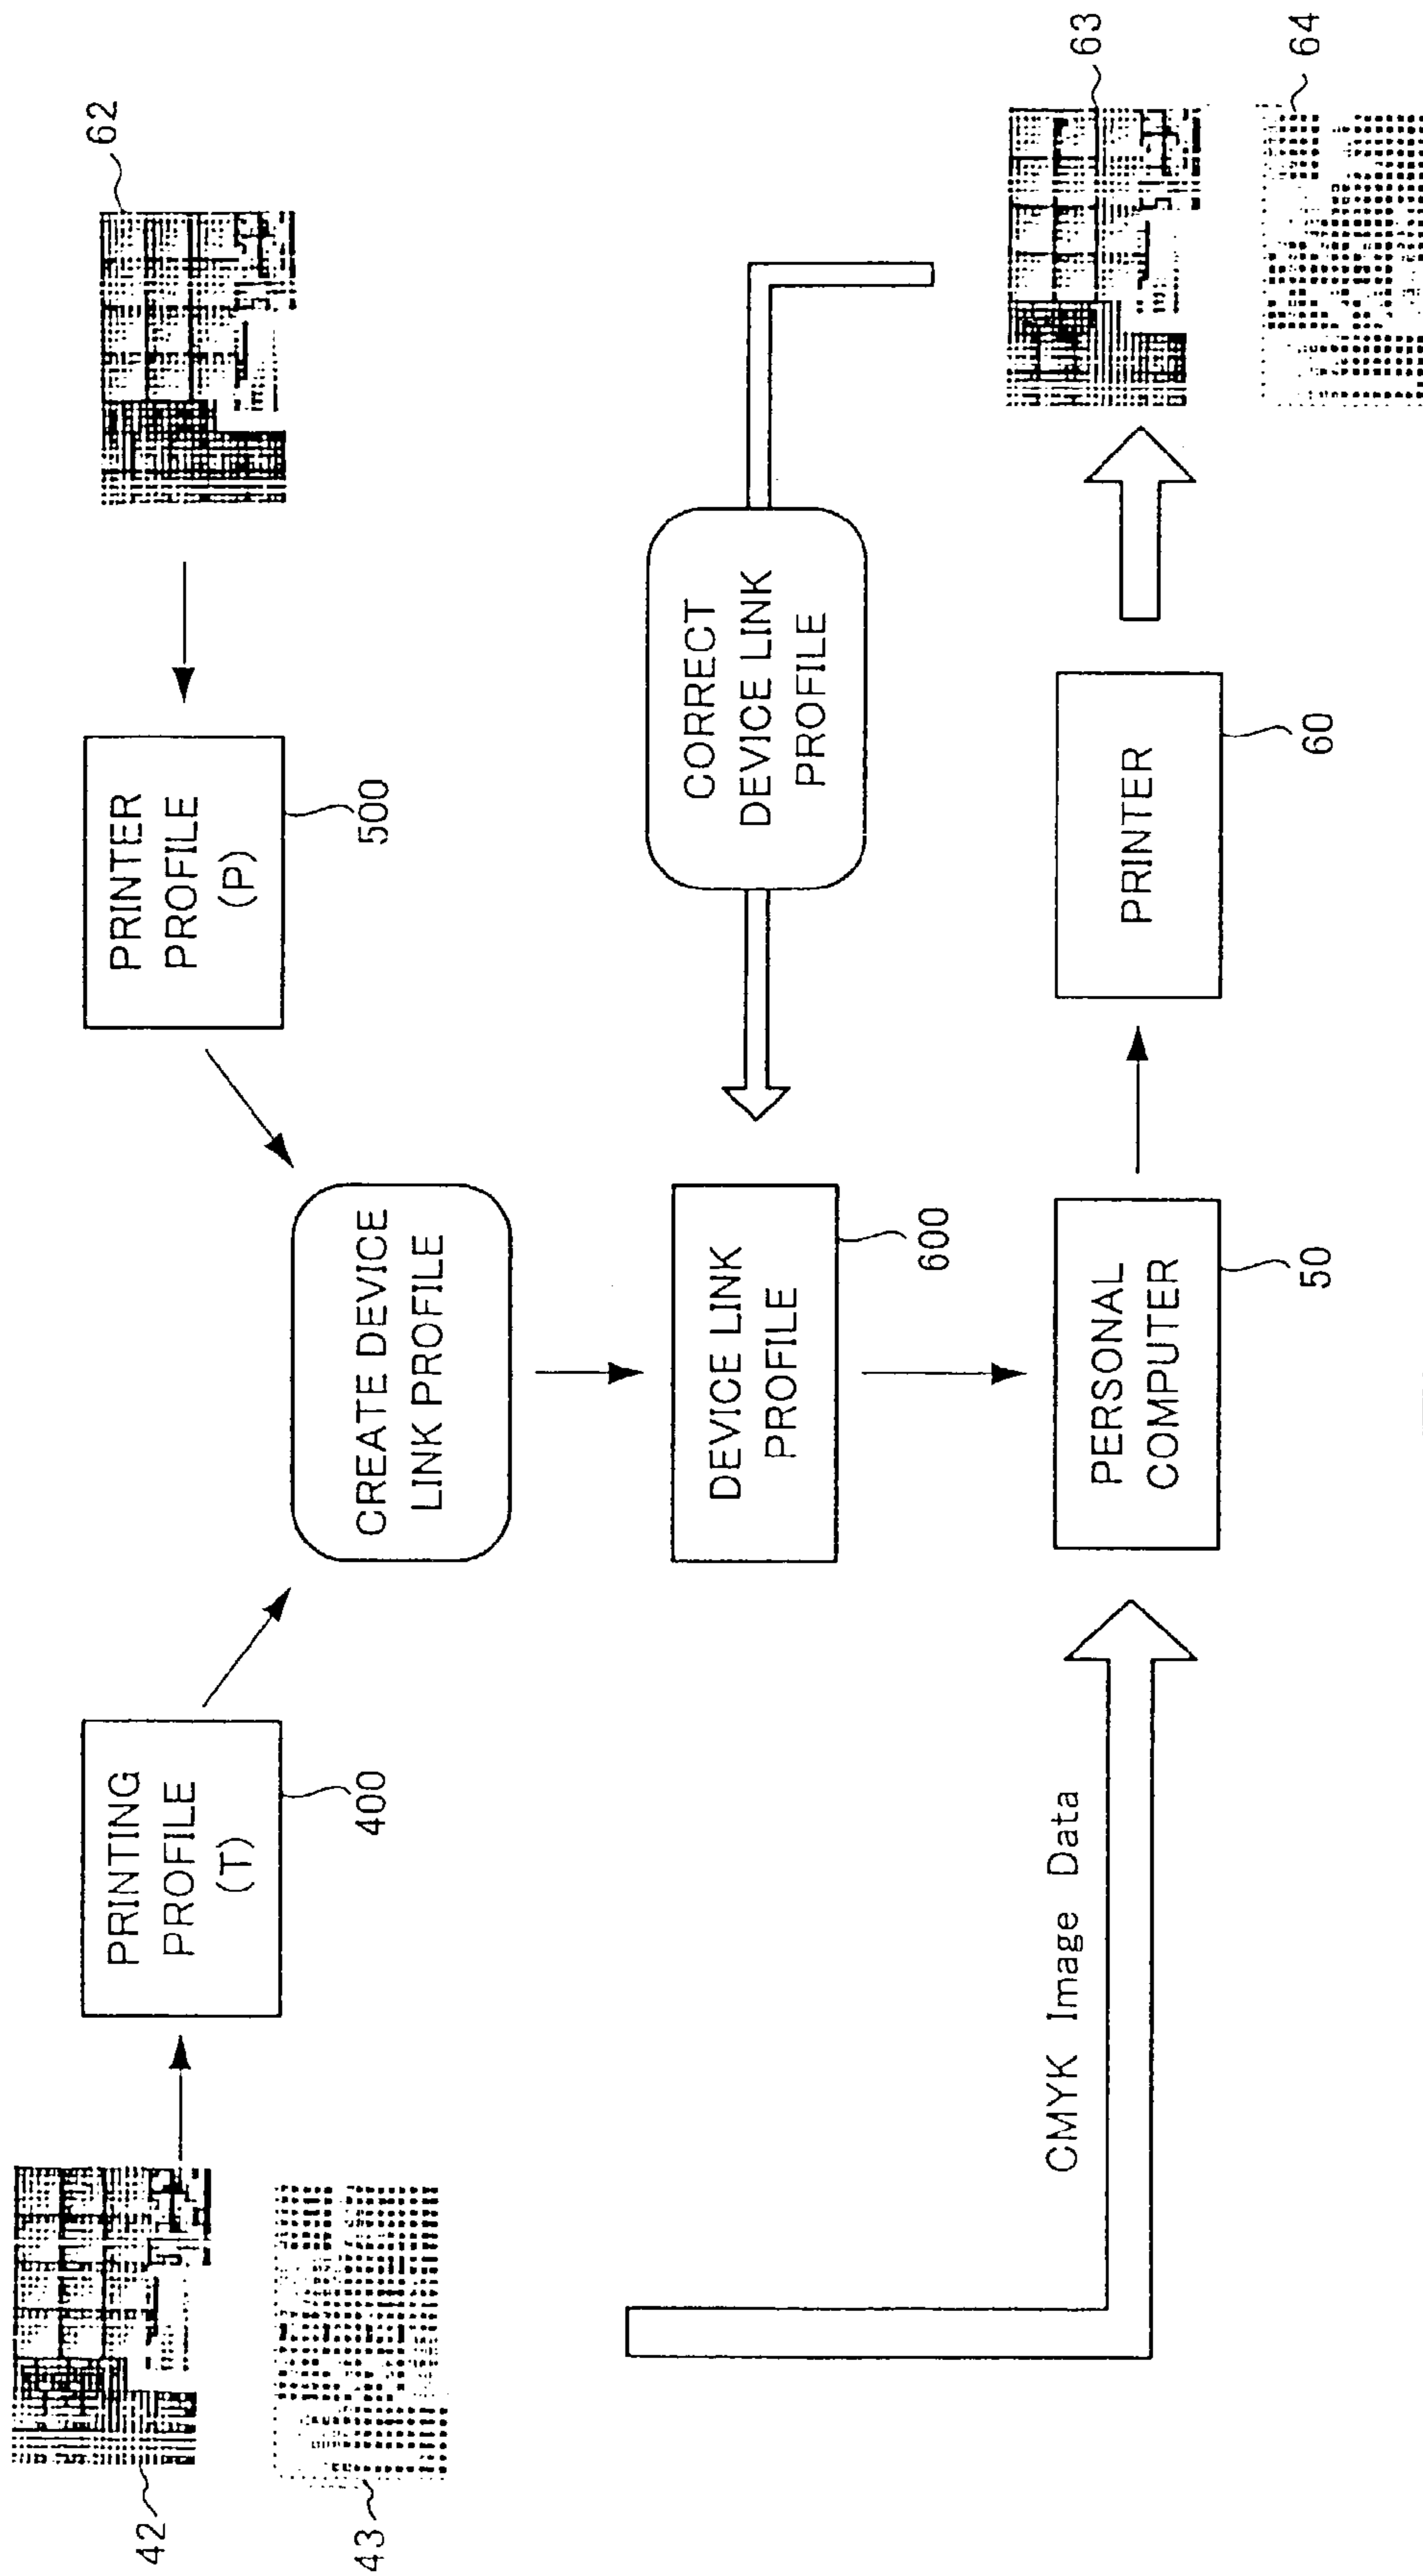 42
43
PRINTING
PROFILE
(T)
400
PRINTER
PROFILE
(P)
500
62
CREATE DEVICE
LINK PROFILE
DEVICE LINK
PROFILE
600
CORRECT
DEVICE LINK
PROFILE
CMYK Image Data
PERSONAL
COMPUTER
50
PRINTER
60
63
64